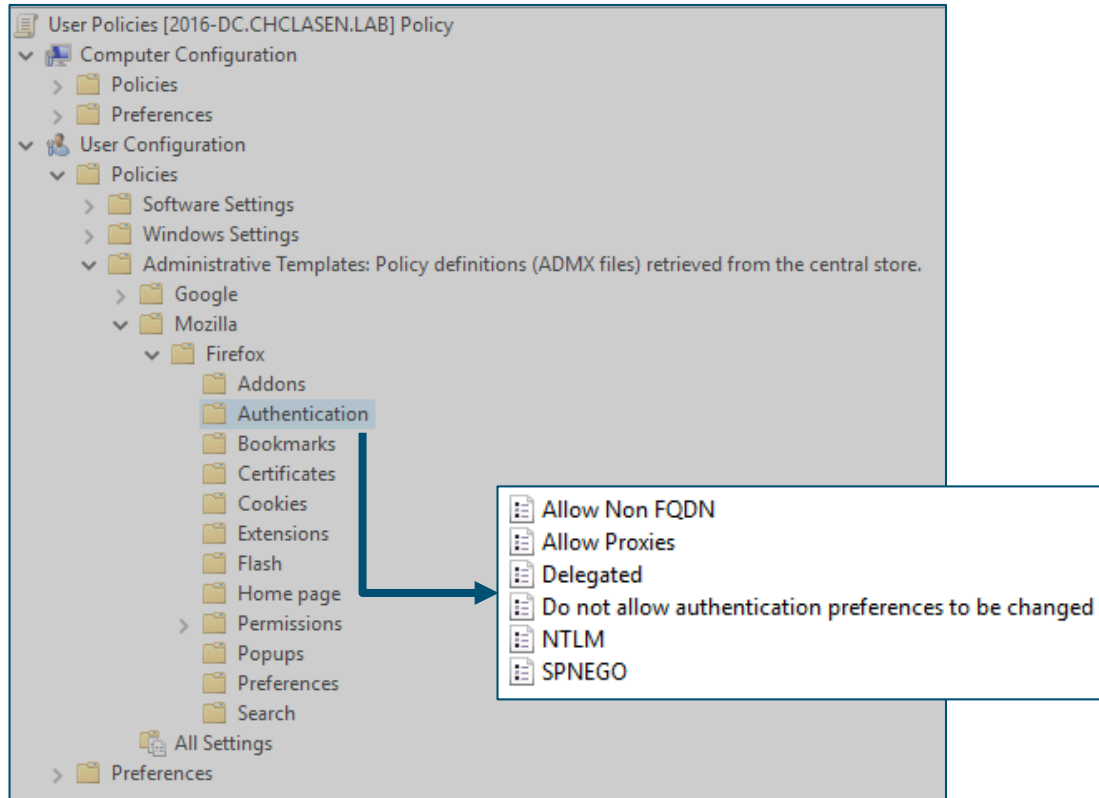 User Policies [2016-DC.CHCLASEN.LAB] Policy
Computer Configuration
Policies
Preferences
User Configuration
Policies
Software Settings
Windows Settings
Administrative Templates: Policy definitions (ADMX files) retrieved from the central store.
Google
Mozilla
Firefox
Addons
Authentication
Bookmarks
Certificates
Cookies
Extensions
Flash
Home page
Permissions
Popups
Preferences
Search
All Settings
Preferences
Allow Non FQDN
Allow Proxies
Delegated
Do not allow authentication preferences to be changed
NTLM
SPNEGO